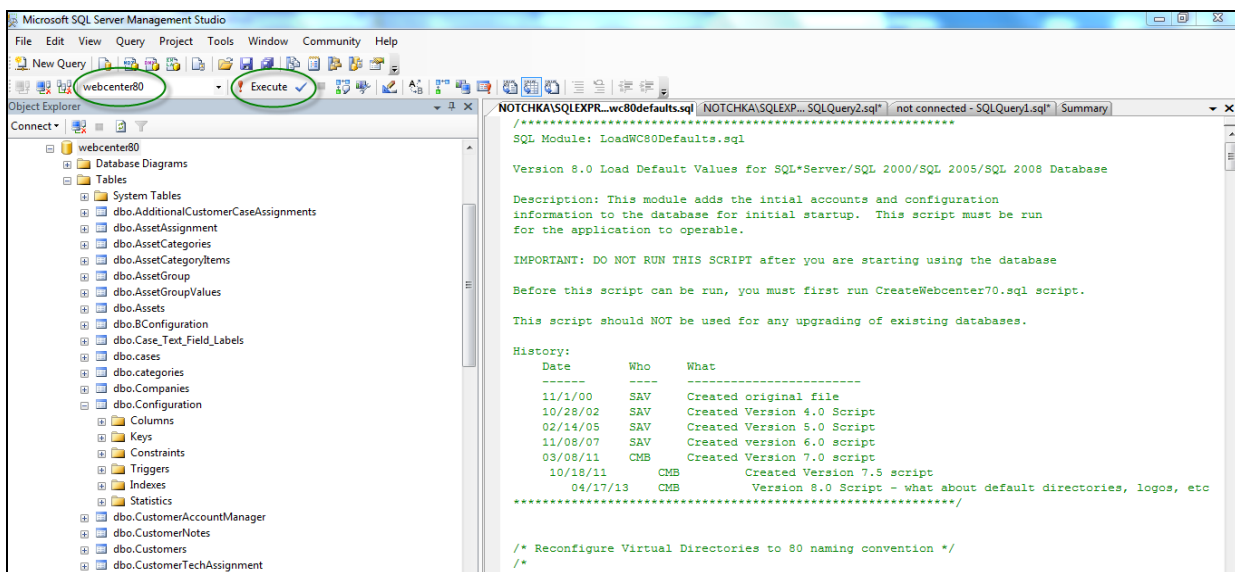 Microsoft SQL Server Management Studio
File Edit View Query Project Tools Window Community Help
New Query
webcenter80
Execute
Object Explorer
Connect
webcenter80
Database Diagrams
Tables
System Tables
dbo.AdditionalCustomerCaseAssignments
dbo.AssetAssignment
dbo.AssetCategories
dbo.AssetCategoryItems
dbo.AssetGroup
dbo.AssetGroupValues
dbo.Assets
dbo.BConfiguration
dbo.Case_Text_Field_Labels
dbo.cases
dbo.categories
dbo.Companies
dbo.Configuration
Columns
Keys
Constraints
Triggers
Indexes
Statistics
dbo.CustomerAccountManager
dbo.CustomerNotes
dbo.Customers
dbo.CustomerTechAssignment
NOTCHKA\SQLEXPR...wc80defaults.sql NOTCHKA\SQLEXP... SQLQuery2.sql* not connected - SQLQuery1.sql* Summary
/************************************************************
SQL Module: LoadWC80Defaults.sql
Version 8.0 Load Default Values for SQL*Server/SQL 2000/SQL 2005/SQL 2008 Database
Description: This module adds the intial accounts and configuration
information to the database for initial startup. This script must be run
for the application to operable.
IMPORTANT: DO NOT RUN THIS SCRIPT after you are starting using the database
Before this script can be run, you must first run CreateWebcenter70.sql script.
This script should NOT be used for any upgrading of existing databases.
History:
Date Who What
------ ---- ------------------------
11/1/00 SAV Created original file
10/28/02 SAV Created Version 4.0 Script
02/14/05 SAV Created Version 5.0 Script
11/08/07 SAV Created version 6.0 script
03/08/11 CMB Created Version 7.0 script
10/18/11 CMB Created Version 7.5 script
04/17/13 CMB Version 8.0 Script - what about default directories, logos, etc
*************************************************************/
/* Reconfigure Virtual Directories to 80 naming convention */
/*